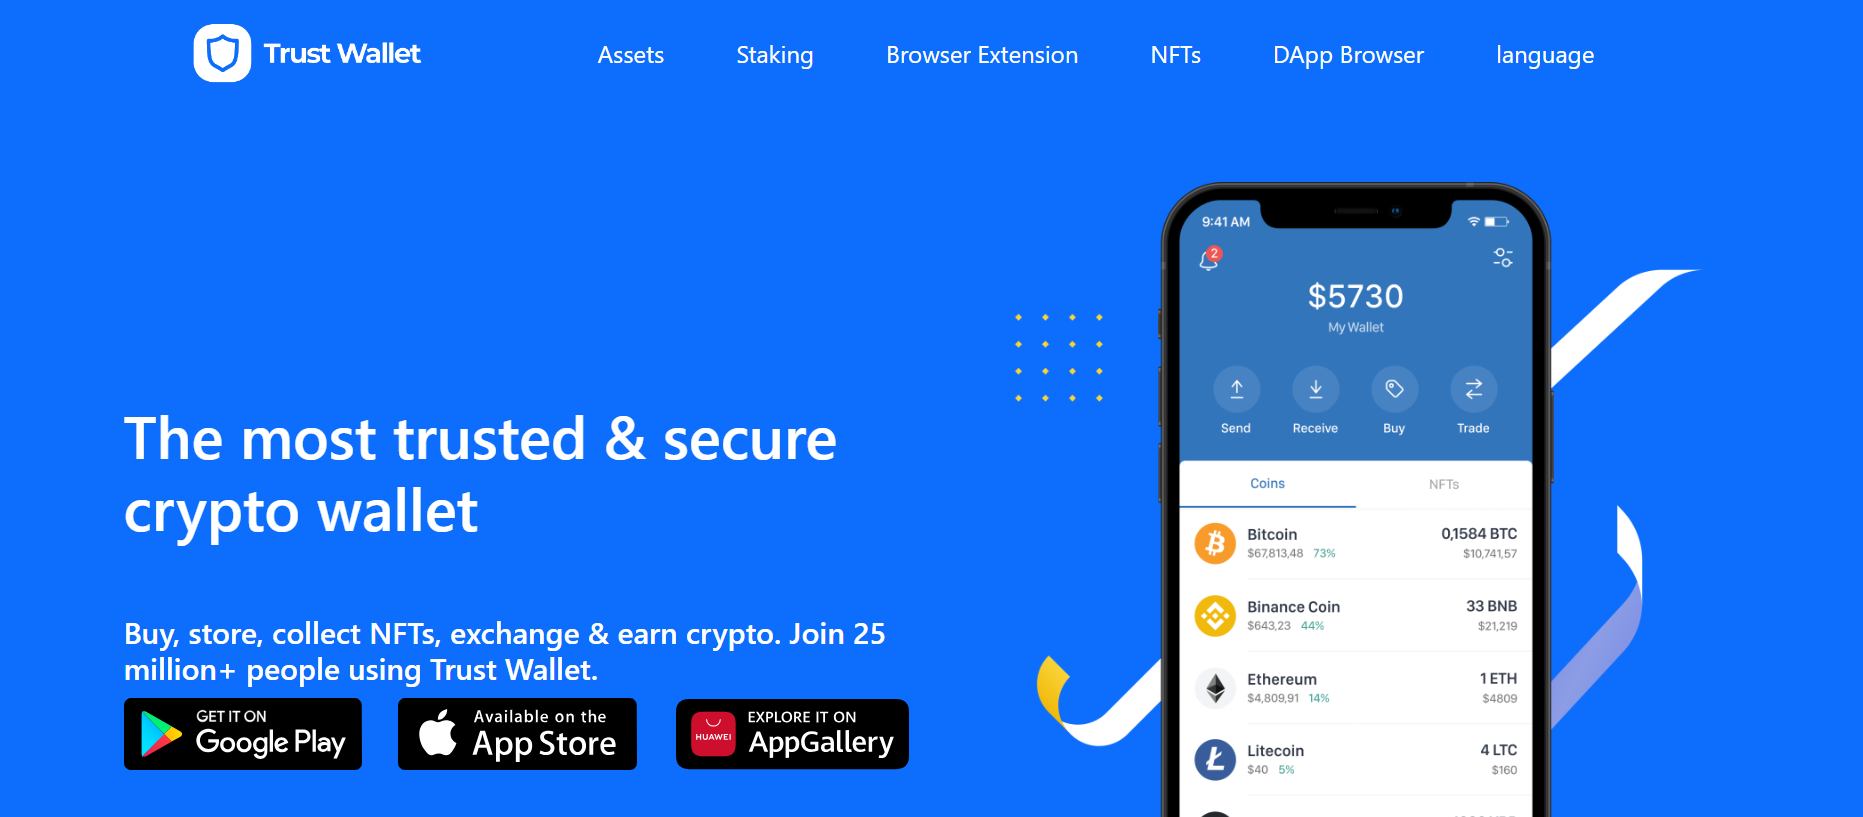 Trust Wallet
Assets
Staking
Browser Extension
NFTs
DApp Browser
language
The most trusted & secure
crypto wallet
Buy, store, collect NFTs, exchange & earn crypto. Join 25
million+ people using Trust Wallet.
GET IT ON
Google Play
Available on the
App Store
HUAWEI
EXPLORE IT ON
AppGallery
9:41 AM
2
$5730
My Wallet
Send
Receive
Buy
Trade
Coins
NFTs
Bitcoin
0,1584 BTC
$67,813,48 73%
$10,741,57
Binance Coin
33 BNB
$643,23 44%
$21,219
Ethereum
1 ETH
$4,809,91 14%
$4809
Litecoin
4 LTC
$40 5%
$160